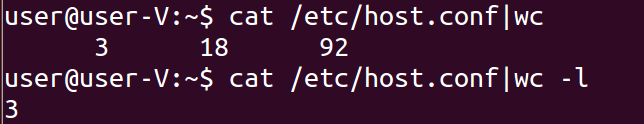 user@user-V:~$ cat /etc/host.conf|wc
3 18 92
user@user-V:~$ cat /etc/host.conf|wc -l
3